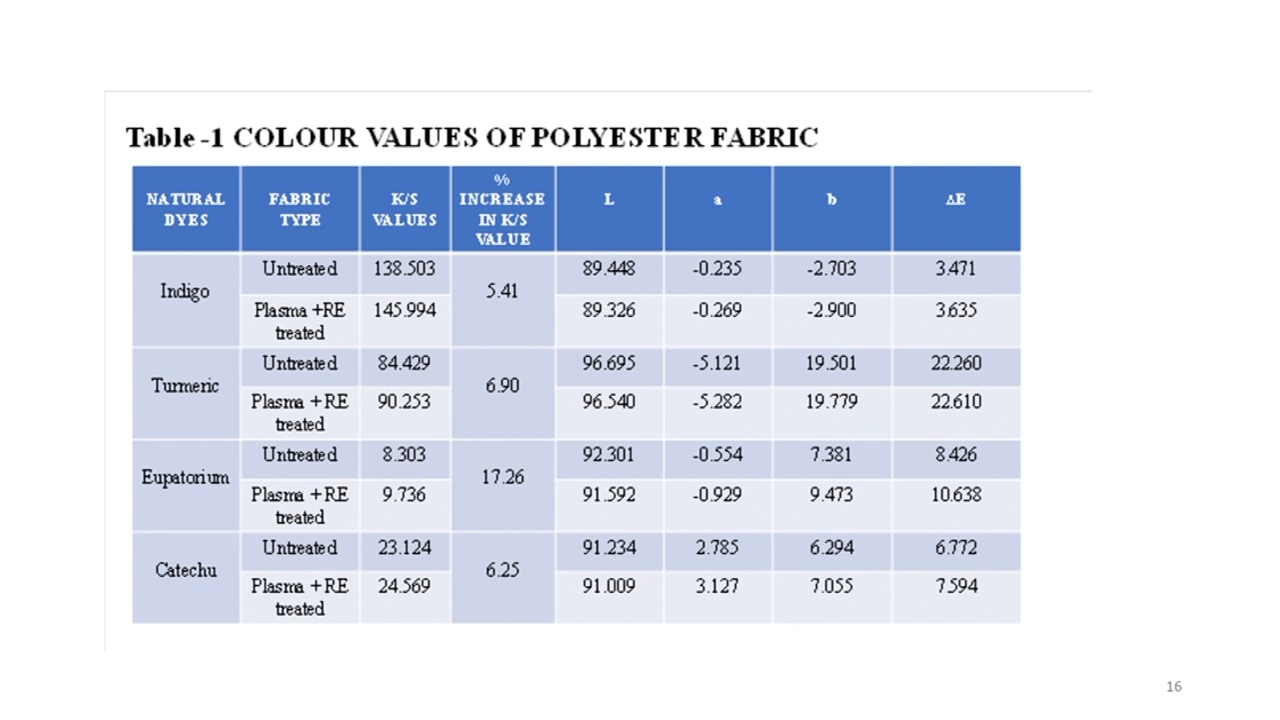 Table -1 COLOUR VALUES OF POLYESTER FABRIC
NATURAL DYES | FABRIC TYPE | K/S VALUES | % INCREASE IN K/S VALUE | L | a | b | ΔE
Indigo | Untreated | 138.503 | 5.41 | 89.448 | -0.235 | -2.703 | 3.471
Plasma +RE treated | 145.994 | 89.326 | -0.269 | -2.900 | 3.635
Turmeric | Untreated | 84.429 | 6.90 | 96.695 | -5.121 | 19.501 | 22.260
Plasma +RE treated | 90.253 | 96.540 | -5.282 | 19.779 | 22.610
Eupatorium | Untreated | 8.303 | 17.26 | 92.301 | -0.554 | 7.381 | 8.426
Plasma +RE treated | 9.736 | 91.592 | -0.929 | 9.473 | 10.638
Catechu | Untreated | 23.124 | 6.25 | 91.234 | 2.785 | 6.294 | 6.772
Plasma +RE treated | 24.569 | 91.009 | 3.127 | 7.055 | 7.594
16